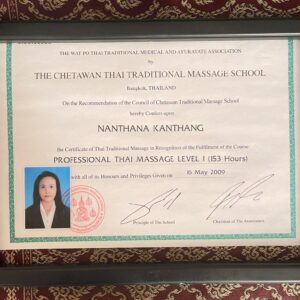 THE WAT PO THAI TRADITIONAL MEDICAL AND AYURAVATE ASSOCIATION
by
THE CHETAWAN THAI TRADITIONAL MASSAGE SCHOOL
Bangkok, THAILAND
On the Recommendation of the Council of Chetawan Traditional Massage School
hereby Confers upon
NANTHANA KANTHANG
the Certificate of Thai Traditional Massage in Recognition of the Fulfilment of the Course
PROFESSIONAL THAI MASSAGE LEVEL I (153 Hours)
with all of its Honours and Privileges Given on 16 May 2009
Principle of The School
Chairman of The Association